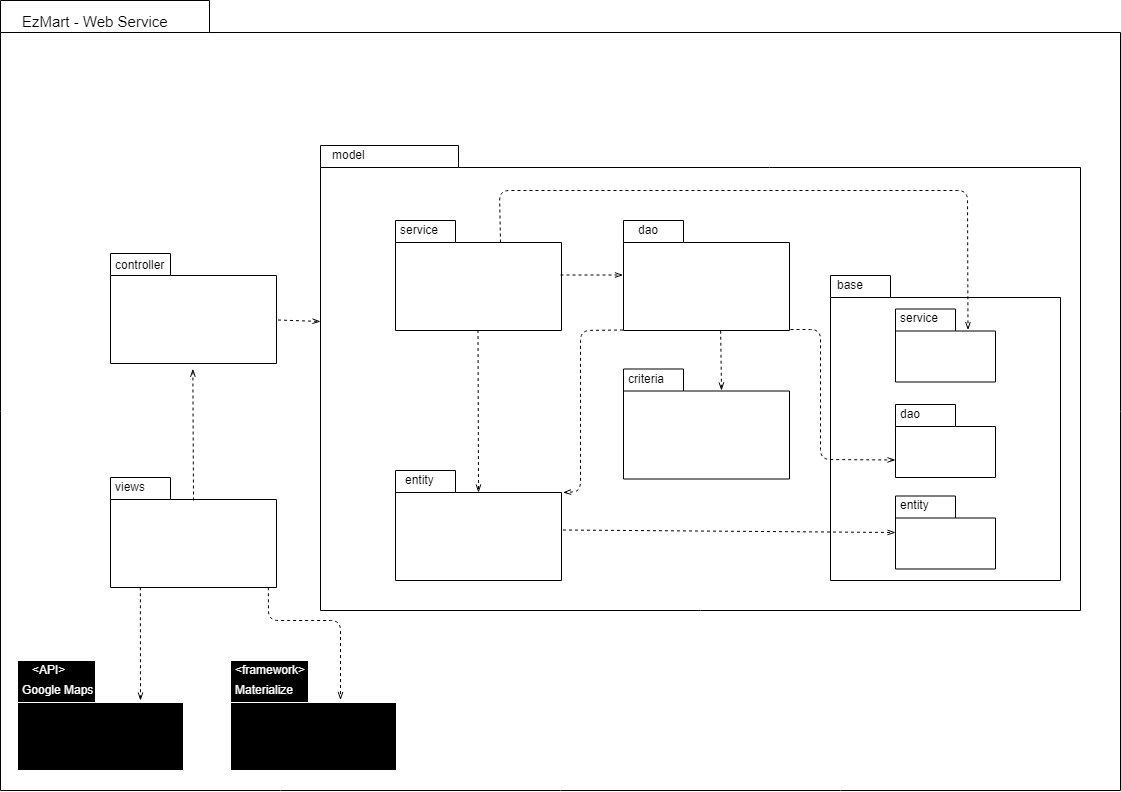 EzMart - Web Service
model
service
dao
controller
base
service
criteria
dao
entity
views
entity
<API>
Google Maps
<framework>
Materialize